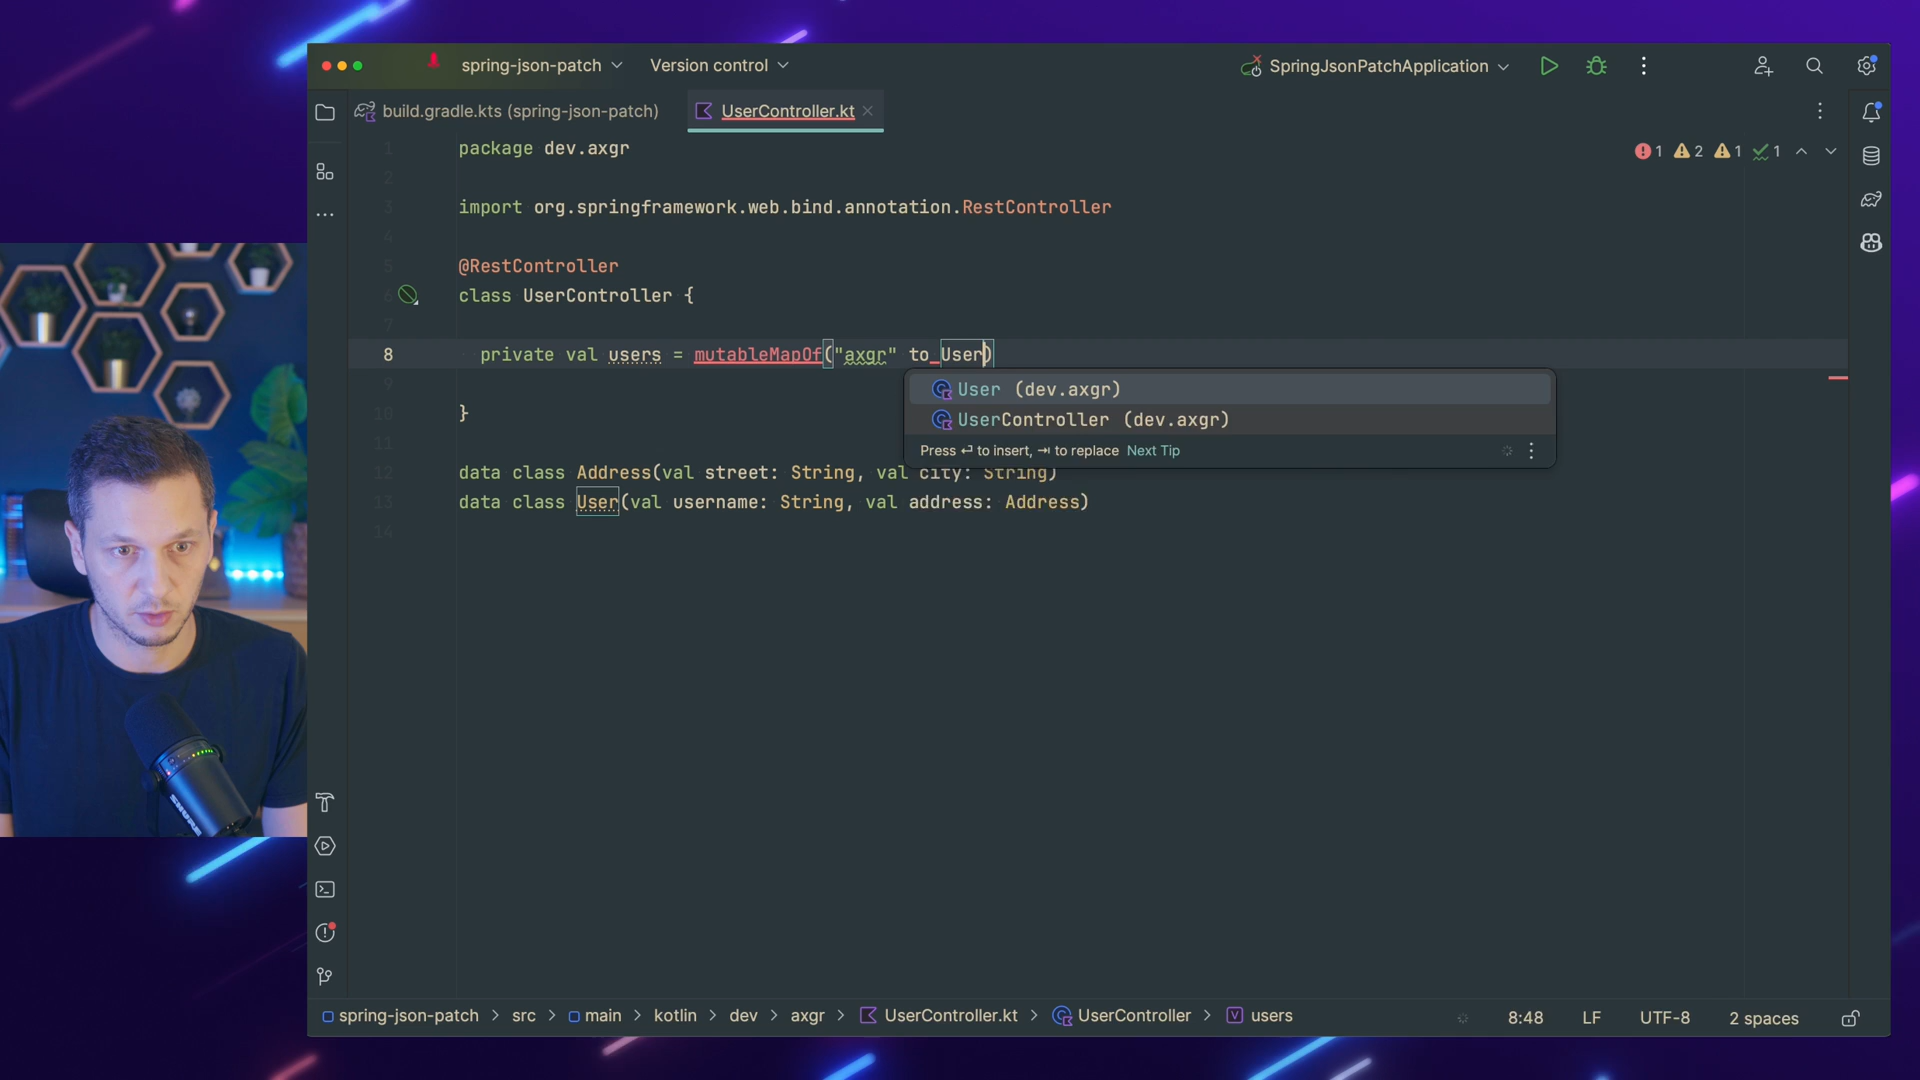 spring-json-patch
Version control
SpringJsonPatchApplication
build.gradle.kts (spring-json-patch)
UserController.kt
1 package dev.axgr
1 2 1 1
2
3 import org.springframework.web.bind.annotation.RestController
4
5 @RestController
6 class UserController {
7
8 private val users = mutableMapOf("axgr" to User)
User (dev.axgr)
9
10 }
UserController (dev.axgr)
11
Press ⏎ to insert, ⇥ to replace Next Tip
12 data class Address(val street: String, val city: String)
13 data class User(val username: String, val address: Address)
14
SHURE
spring-json-patch > src > main > kotlin > dev > axgr > UserController.kt > UserController > users
8:48 LF UTF-8 2 spaces